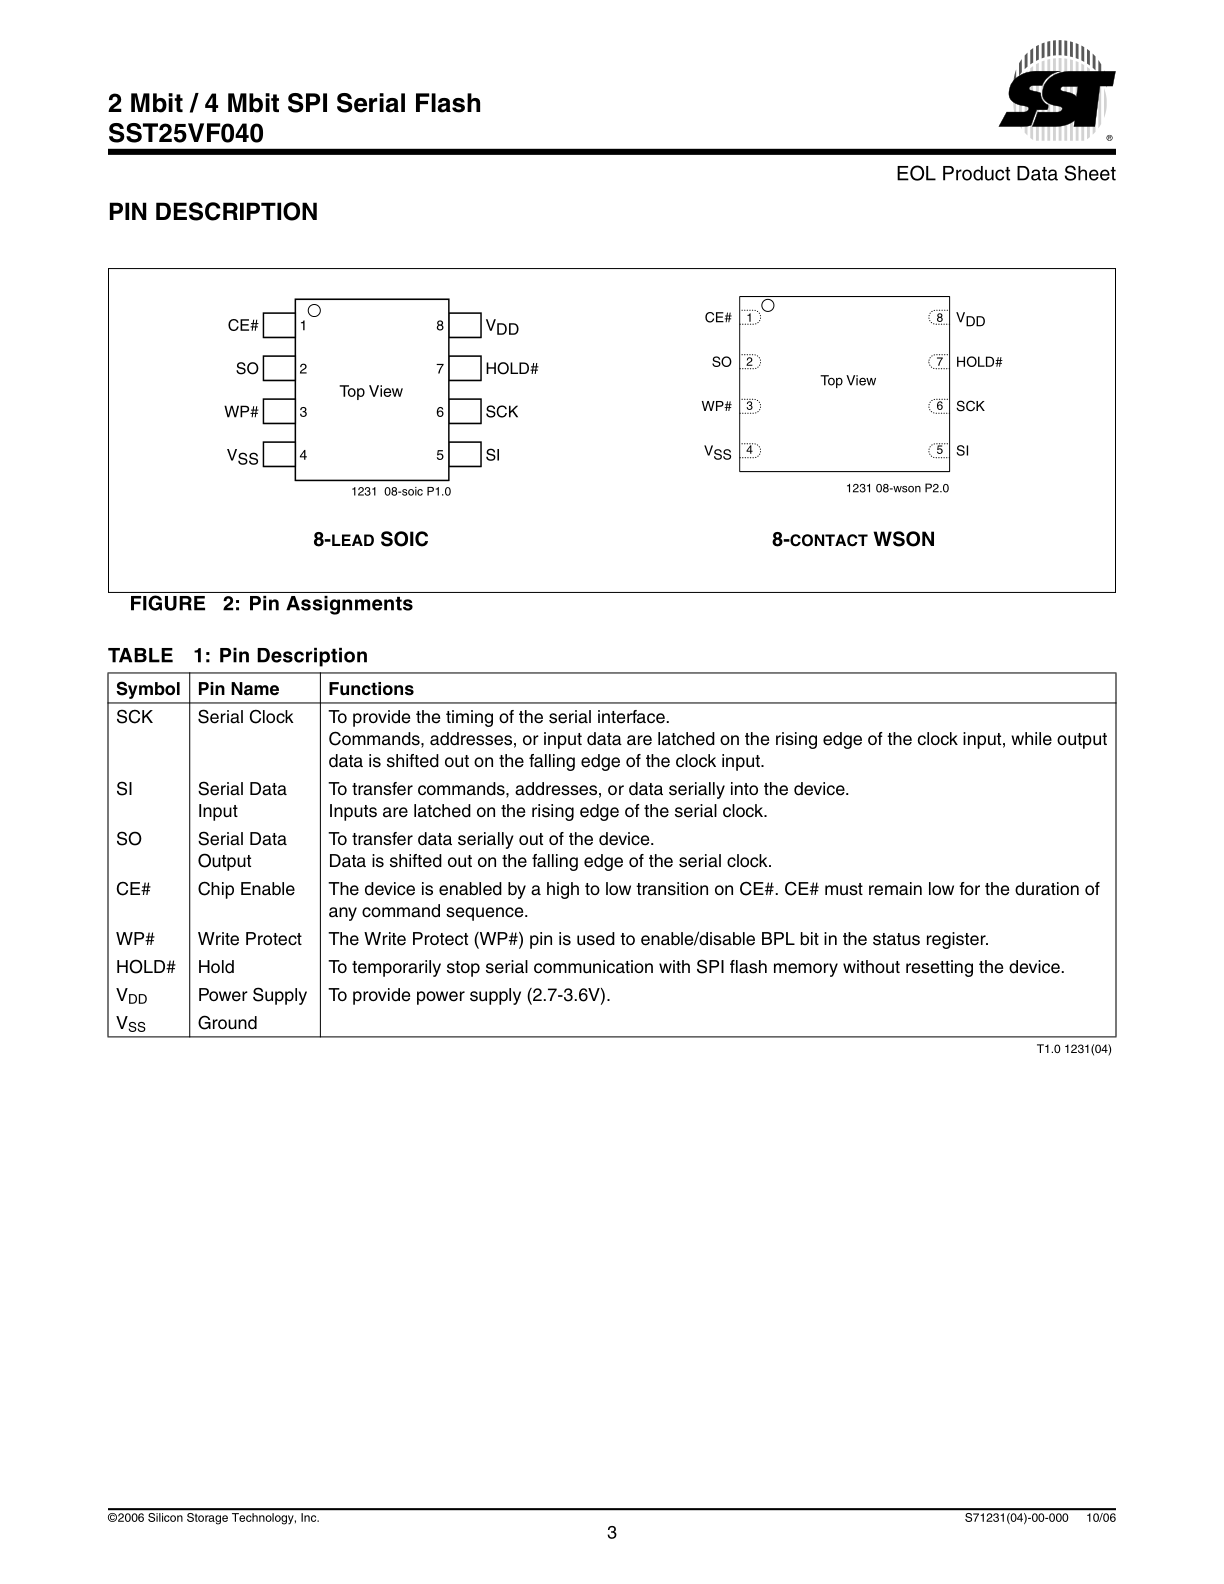 2 Mbit / 4 Mbit SPI Serial Flash
SST25VF040
SST
®
EOL Product Data Sheet
PIN DESCRIPTION
CE# 1 8 VDD
SO 2 7 HOLD#
Top View
WP# 3 6 SCK
VSS 4 5 SI
1231 08-soic P1.0
8-LEAD SOIC
CE# 1 8 VDD
SO 2 7 HOLD#
Top View
WP# 3 6 SCK
VSS 4 5 SI
1231 08-wson P2.0
8-CONTACT WSON
FIGURE 2: Pin Assignments
TABLE 1: Pin Description
Symbol Pin Name Functions
SCK Serial Clock To provide the timing of the serial interface.
Commands, addresses, or input data are latched on the rising edge of the clock input, while output
data is shifted out on the falling edge of the clock input.
SI Serial Data To transfer commands, addresses, or data serially into the device.
Input Inputs are latched on the rising edge of the serial clock.
SO Serial Data To transfer data serially out of the device.
Output Data is shifted out on the falling edge of the serial clock.
CE# Chip Enable The device is enabled by a high to low transition on CE#. CE# must remain low for the duration of
any command sequence.
WP# Write Protect The Write Protect (WP#) pin is used to enable/disable BPL bit in the status register.
HOLD# Hold To temporarily stop serial communication with SPI flash memory without resetting the device.
VDD Power Supply To provide power supply (2.7-3.6V).
VSS Ground
T1.0 1231(04)
©2006 Silicon Storage Technology, Inc. S71231(04)-00-000 10/06
3